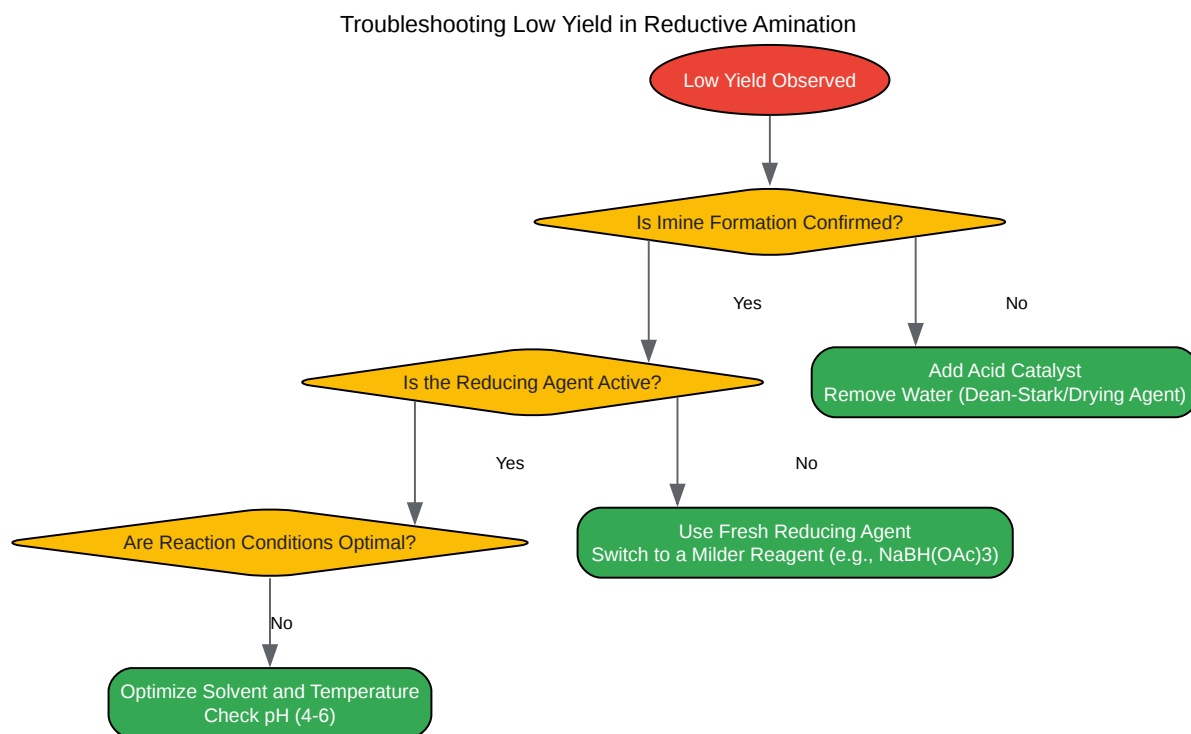 Troubleshooting Low Yield in Reductive Amination
Low Yield Observed
Is Imine Formation Confirmed?
Yes
No
Add Acid Catalyst
Remove Water (Dean-Stark/Drying Agent)
Is the Reducing Agent Active?
Yes
No
Use Fresh Reducing Agent
Switch to a Milder Reagent (e.g., NaBH(OAc)3)
Are Reaction Conditions Optimal?
No
Optimize Solvent and Temperature
Check pH (4-6)